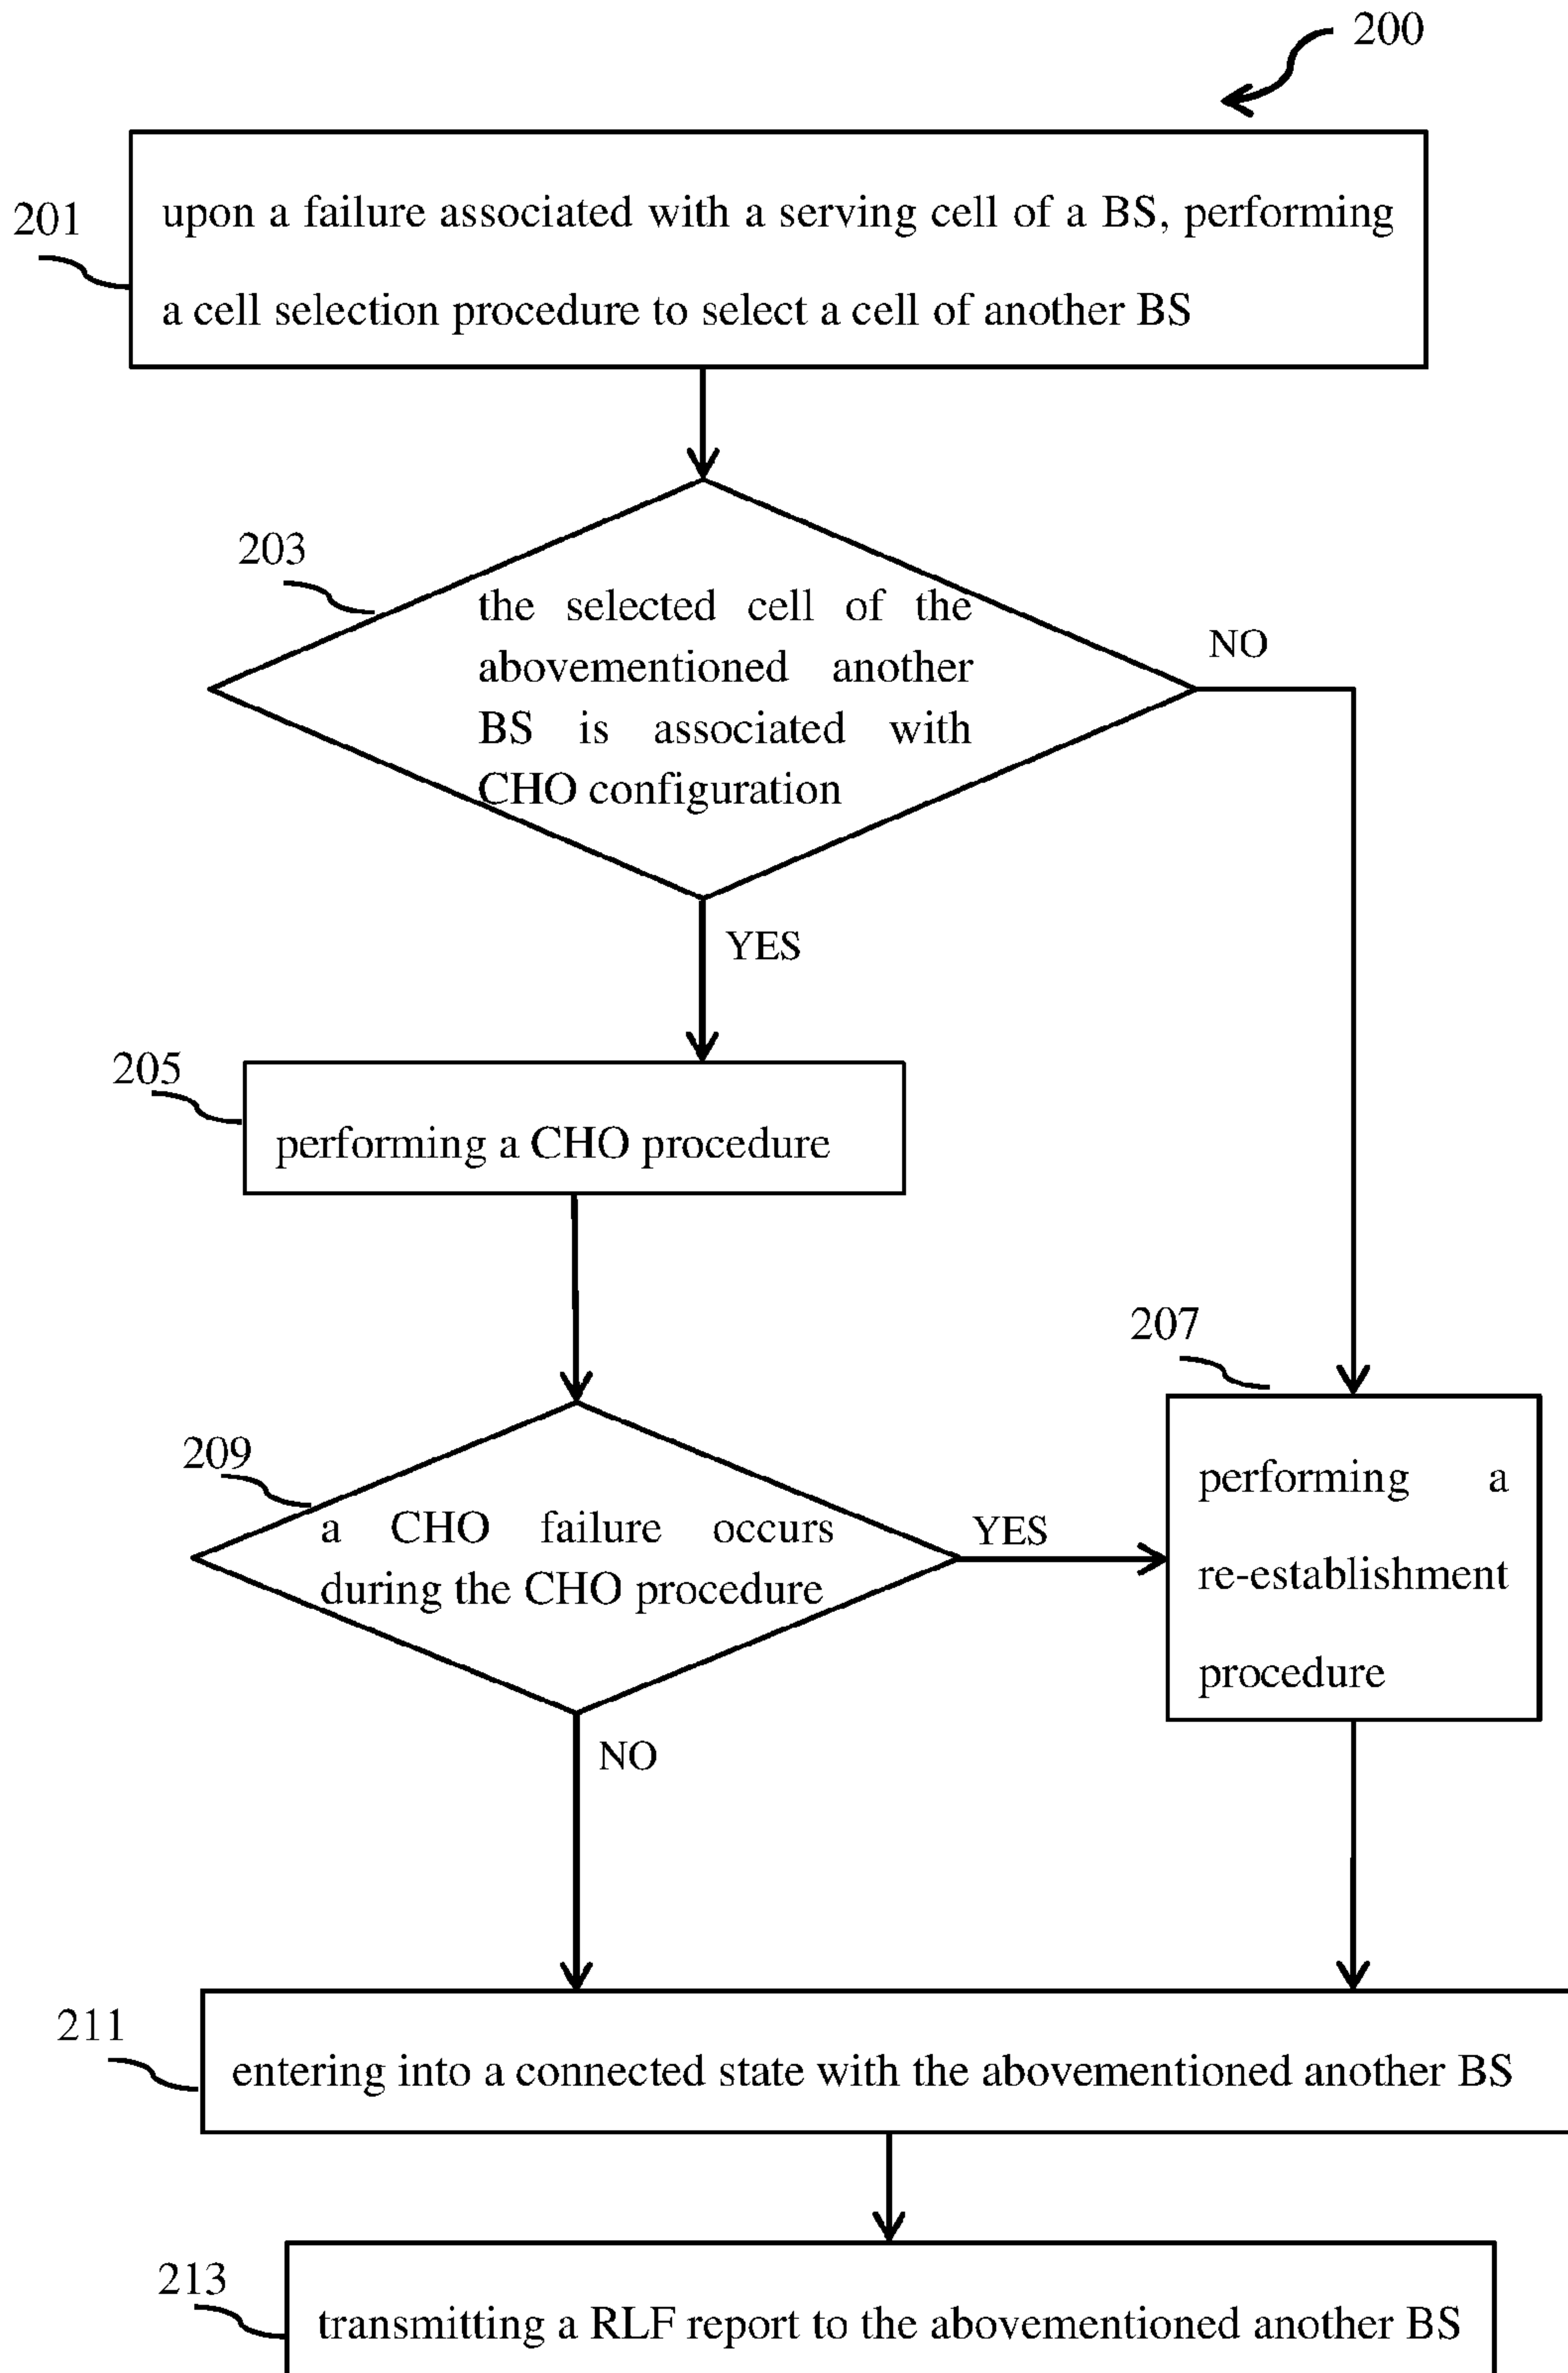 200
201
upon a failure associated with a serving cell of a BS, performing
a cell selection procedure to select a cell of another BS
203
the selected cell of the
abovementioned another
BS is associated with
CHO configuration
NO
YES
205
performing a CHO procedure
207
209
a CHO failure occurs
during the CHO procedure
YES
performing a
re-establishment
procedure
NO
211
entering into a connected state with the abovementioned another BS
213
transmitting a RLF report to the abovementioned another BS